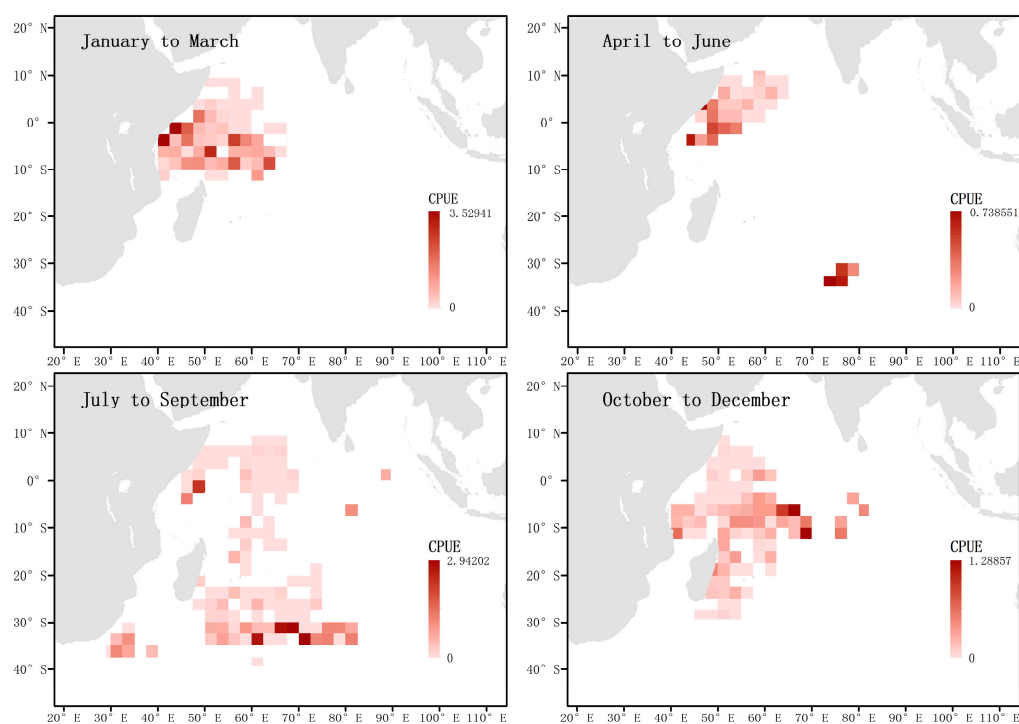 20° N
January to March
10° N
0°
10° S
20° S
30° S
40° S
CPUE
3.52941
0
20° E 30° E 40° E 50° E 60° E 70° E 80° E 90° E 100° E 110° E
20° N
April to June
10° N
0°
10° S
20° S
30° S
40° S
CPUE
0.738551
0
20° E 30° E 40° E 50° E 60° E 70° E 80° E 90° E 100° E 110° E
20° N
July to September
10° N
0°
10° S
20° S
30° S
40° S
CPUE
2.94202
0
20° E 30° E 40° E 50° E 60° E 70° E 80° E 90° E 100° E 110° E
20° N
October to December
10° N
0°
10° S
20° S
30° S
40° S
CPUE
1.28857
0
20° E 30° E 40° E 50° E 60° E 70° E 80° E 90° E 100° E 110° E